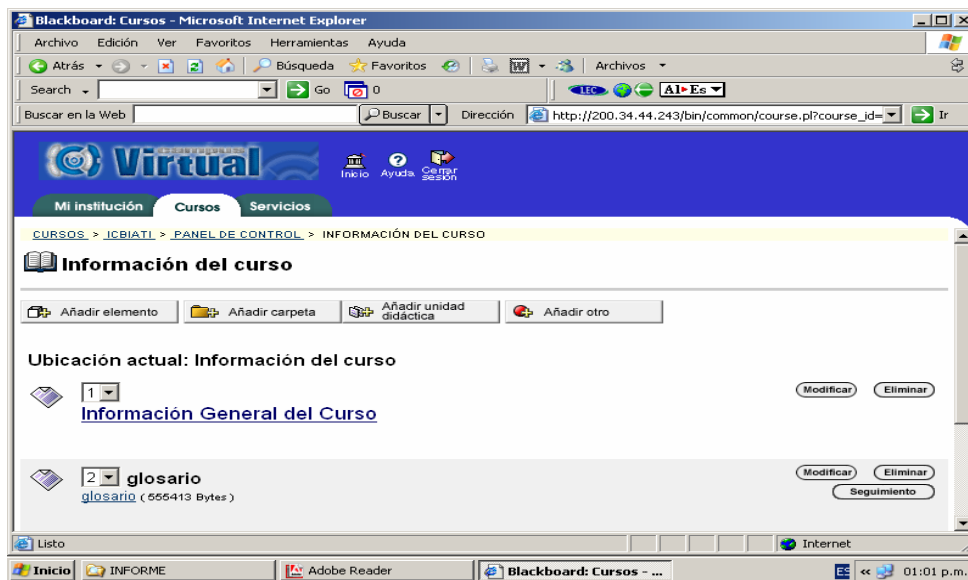 Blackboard: Cursos - Microsoft Internet Explorer
Archivo Edición Ver Favoritos Herramientas Ayuda
Atrás Búsqueda Favoritos W Archivos
Search Go 0 LEC Al Es
Buscar en la Web Buscar Dirección http://200.34.44.243/bin/common/course.pl?course_id= Ir
Virtual
Inicio Ayuda Cerrar sesión
Mi institución Cursos Servicios
CURSOS > ICBIATI > PANEL DE CONTROL > INFORMACIÓN DEL CURSO
Información del curso
Añadir elemento Añadir carpeta Añadir unidad didáctica Añadir otro
Ubicación actual: Información del curso
1 Modificar Eliminar
Información General del Curso
2 glosario Modificar Eliminar
glosario (555413 Bytes) Seguimiento
Listo Internet
Inicio INFORME Adobe Reader Blackboard: Cursos - ... ES « 01:01 p.m.